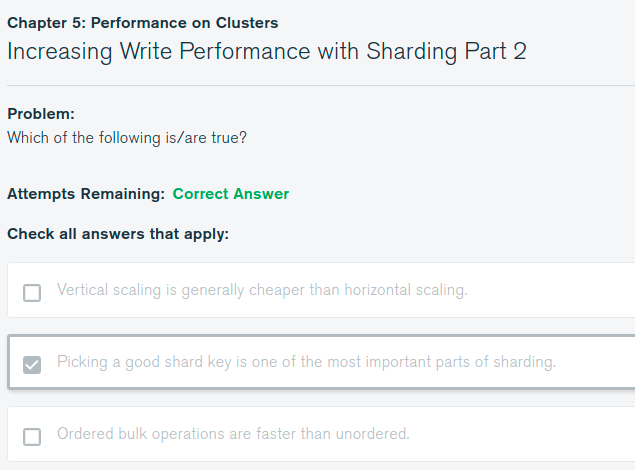 Chapter 5: Performance on Clusters
Increasing Write Performance with Sharding Part 2
Problem:
Which of the following is/are true?
Attempts Remaining: Correct Answer
Check all answers that apply:
Vertical scaling is generally cheaper than horizontal scaling.
Picking a good shard key is one of the most important parts of sharding.
Ordered bulk operations are faster than unordered.